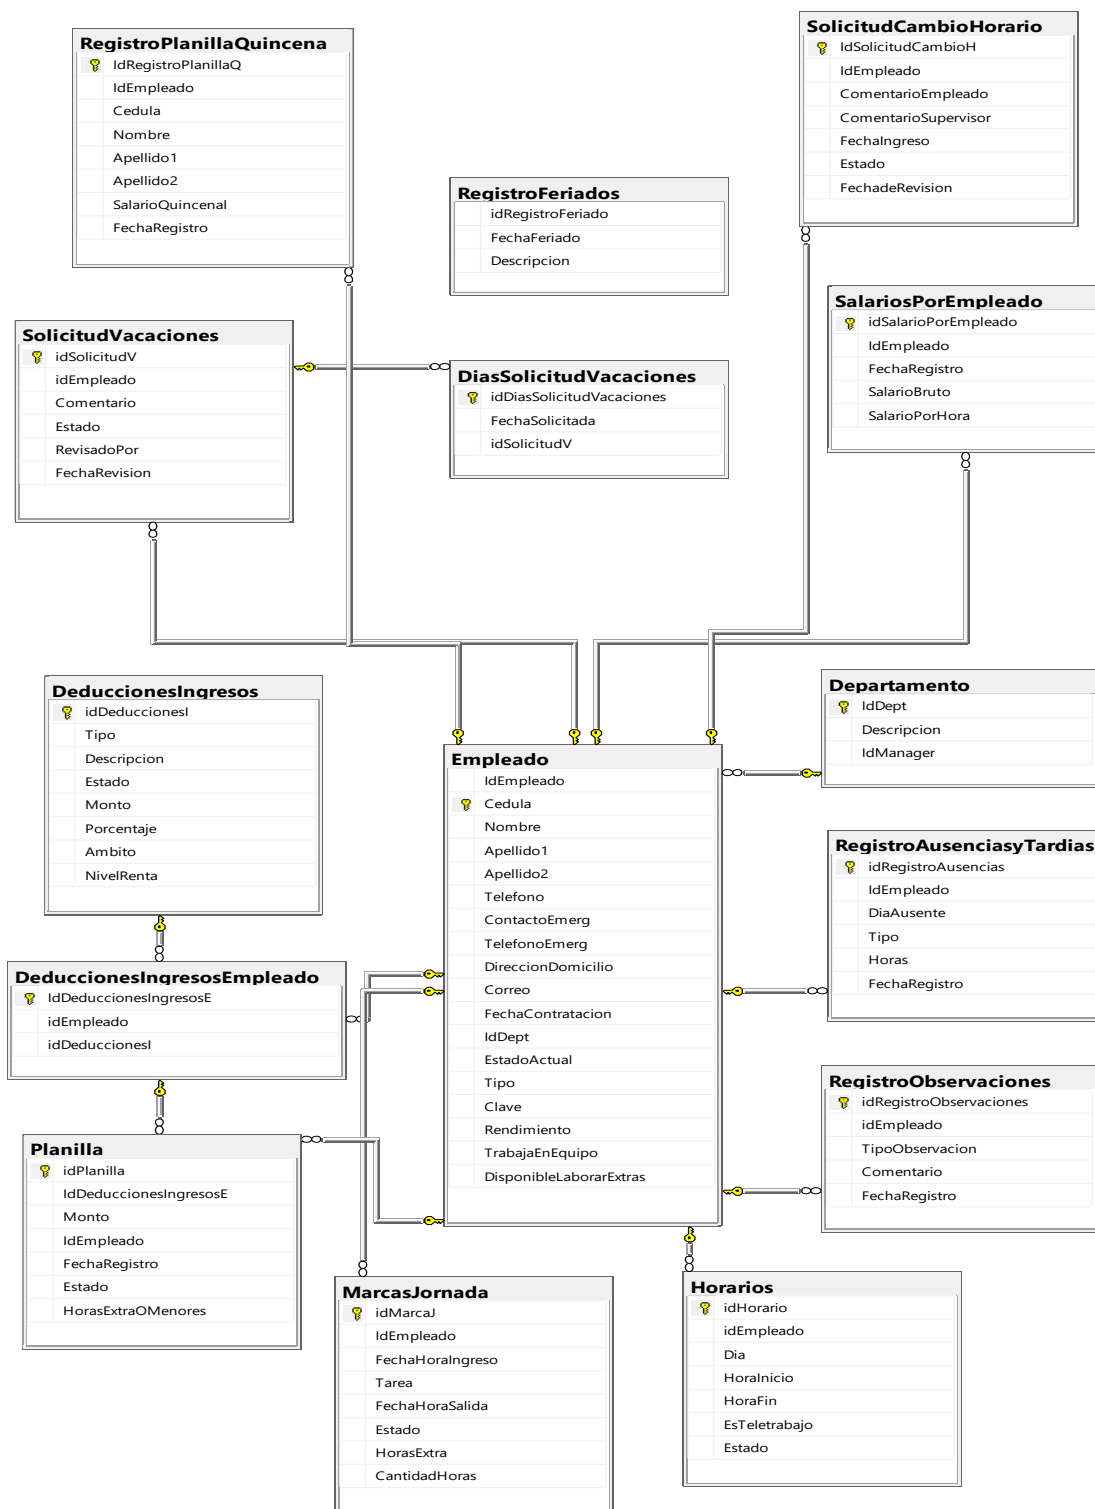 RegistroPlanillaQuincena
IdRegistroPlanillaQ
IdEmpleado
Cedula
Nombre
Apellido1
Apellido2
SalarioQuincenal
FechaRegistro
SolicitudCambioHorario
IdSolicitudCambioH
IdEmpleado
ComentarioEmpleado
ComentarioSupervisor
FechaIngreso
Estado
FechadeRevision
RegistroFeriados
idRegistroFeriado
FechaFeriado
Descripcion
SalariosPorEmpleado
idSalarioPorEmpleado
IdEmpleado
FechaRegistro
SalarioBruto
SalarioPorHora
SolicitudVacaciones
idSolicitudV
idEmpleado
Comentario
Estado
RevisadoPor
FechaRevision
DiasSolicitudVacaciones
idDiasSolicitudVacaciones
FechaSolicitada
idSolicitudV
DeduccionesIngresos
idDeduccionesI
Tipo
Descripcion
Estado
Monto
Porcentaje
Ambito
NivelRenta
Empleado
IdEmpleado
Cedula
Nombre
Apellido1
Apellido2
Telefono
ContactoEmerg
TelefonoEmerg
DireccionDomicilio
Correo
FechaContratacion
IdDept
EstadoActual
Tipo
Clave
Rendimiento
TrabajaEnEquipo
DisponibleLaborarExtras
Departamento
IdDept
Descripcion
IdManager
RegistroAusenciasyTardias
idRegistroAusencias
IdEmpleado
DiaAusente
Tipo
Horas
FechaRegistro
DeduccionesIngresosEmpleado
IdDeduccionesIngresosE
idEmpleado
idDeduccionesI
RegistroObservaciones
idRegistroObservaciones
idEmpleado
TipoObservacion
Comentario
FechaRegistro
Planilla
idPlanilla
IdDeduccionesIngresosE
Monto
IdEmpleado
FechaRegistro
Estado
HorasExtraOMenores
MarcasJornada
idMarcaJ
IdEmpleado
FechaHoraIngreso
Tarea
FechaHoraSalida
Estado
HorasExtra
CantidadHoras
Horarios
idHorario
idEmpleado
Dia
HoraInicio
HoraFin
EsTeletrabajo
Estado